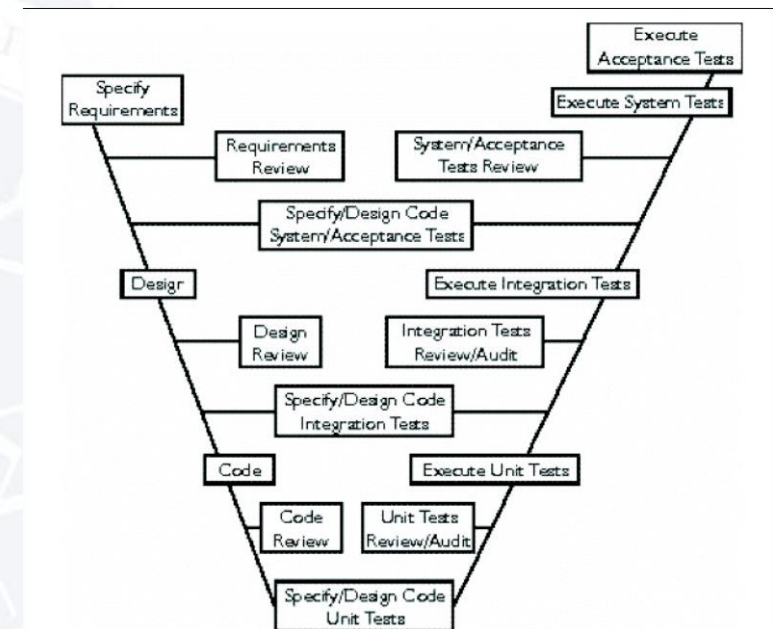 Execute
Acceptance Tests
Specify
Requirements
Execute System Tests
Requirements
Review
System/Acceptance
Tests Review
Specify/Design Code
System/Acceptance Tests
Design
Execute Integration Tests
Design
Review
Integration Tests
Review/Audit
Specify/Design Code
Integration Tests
Code
Execute Unit Tests
Code
Review
Unit Tests
Review/Audit
Specify/Design Code
Unit Tests